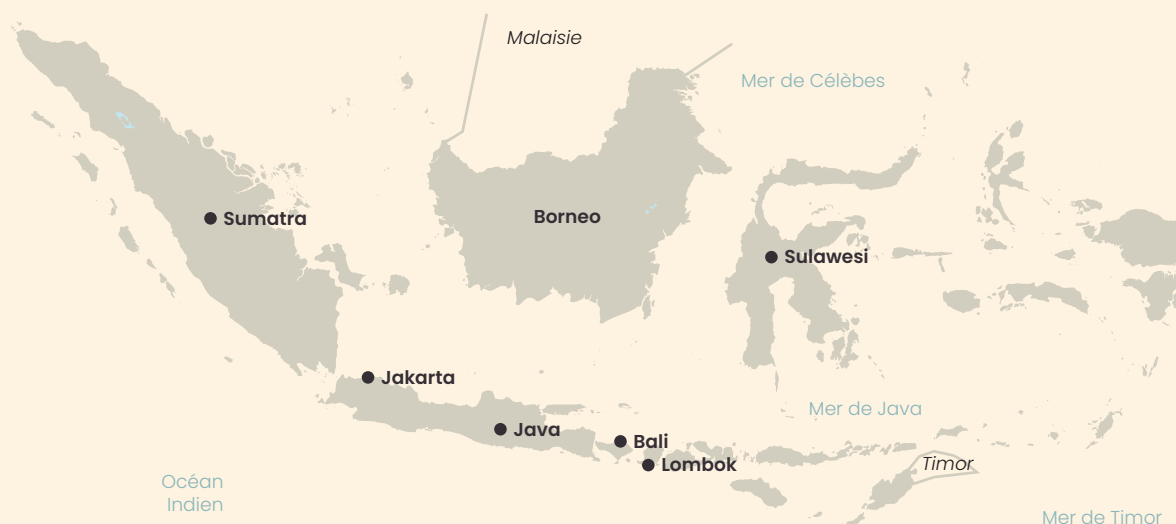 Malaisie
Mer de Célèbes
Sumatra
Borneo
Sulawesi
Jakarta
Mer de Java
Java
Bali
Lombok
Timor
Océan
Indien
Mer de Timor